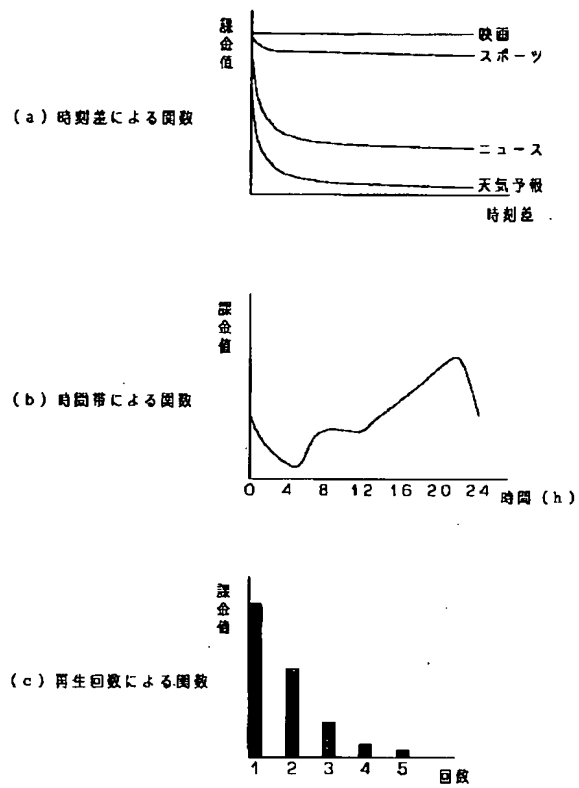 課金値
映画
スポーツ
(a)時刻差による関数
ニュース
天気予報
時刻差
課金値
(b)時間帯による関数
0 4 8 12 16 20 24 時間(h)
課金値
(c)再生回数による関数
1 2 3 4 5 回数